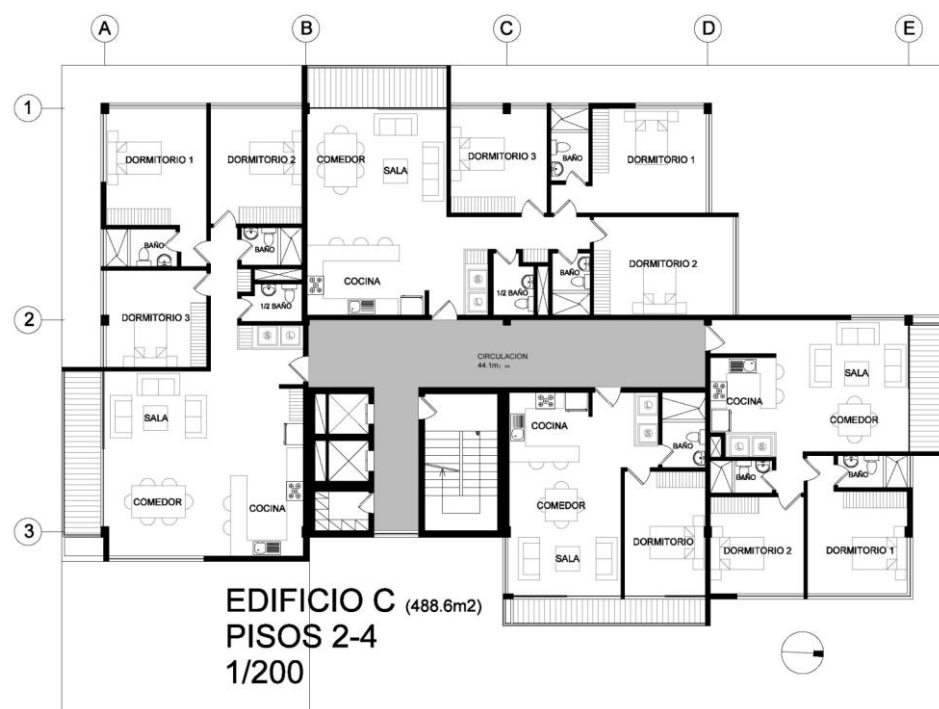 A
B
C
D
E
1
DORMITORIO 1
DORMITORIO 2
COMEDOR
SALA
DORMITORIO 3
BAÑO
DORMITORIO 1
BAÑO
BAÑO
1/2 BAÑO
COCINA
S
L
1/2 BAÑO
BAÑO
DORMITORIO 2
2
DORMITORIO 3
S
L
CIRCULACION
44.1m
SALA
COCINA
COMEDOR
SALA
COMEDOR
COCINA
COCINA
L
S
BAÑO
L
S
BAÑO
BAÑO
3
COMEDOR
SALA
DORMITORIO
DORMITORIO 2
DORMITORIO 1
EDIFICIO C (488.6m2)
PISOS 2-4
1/200